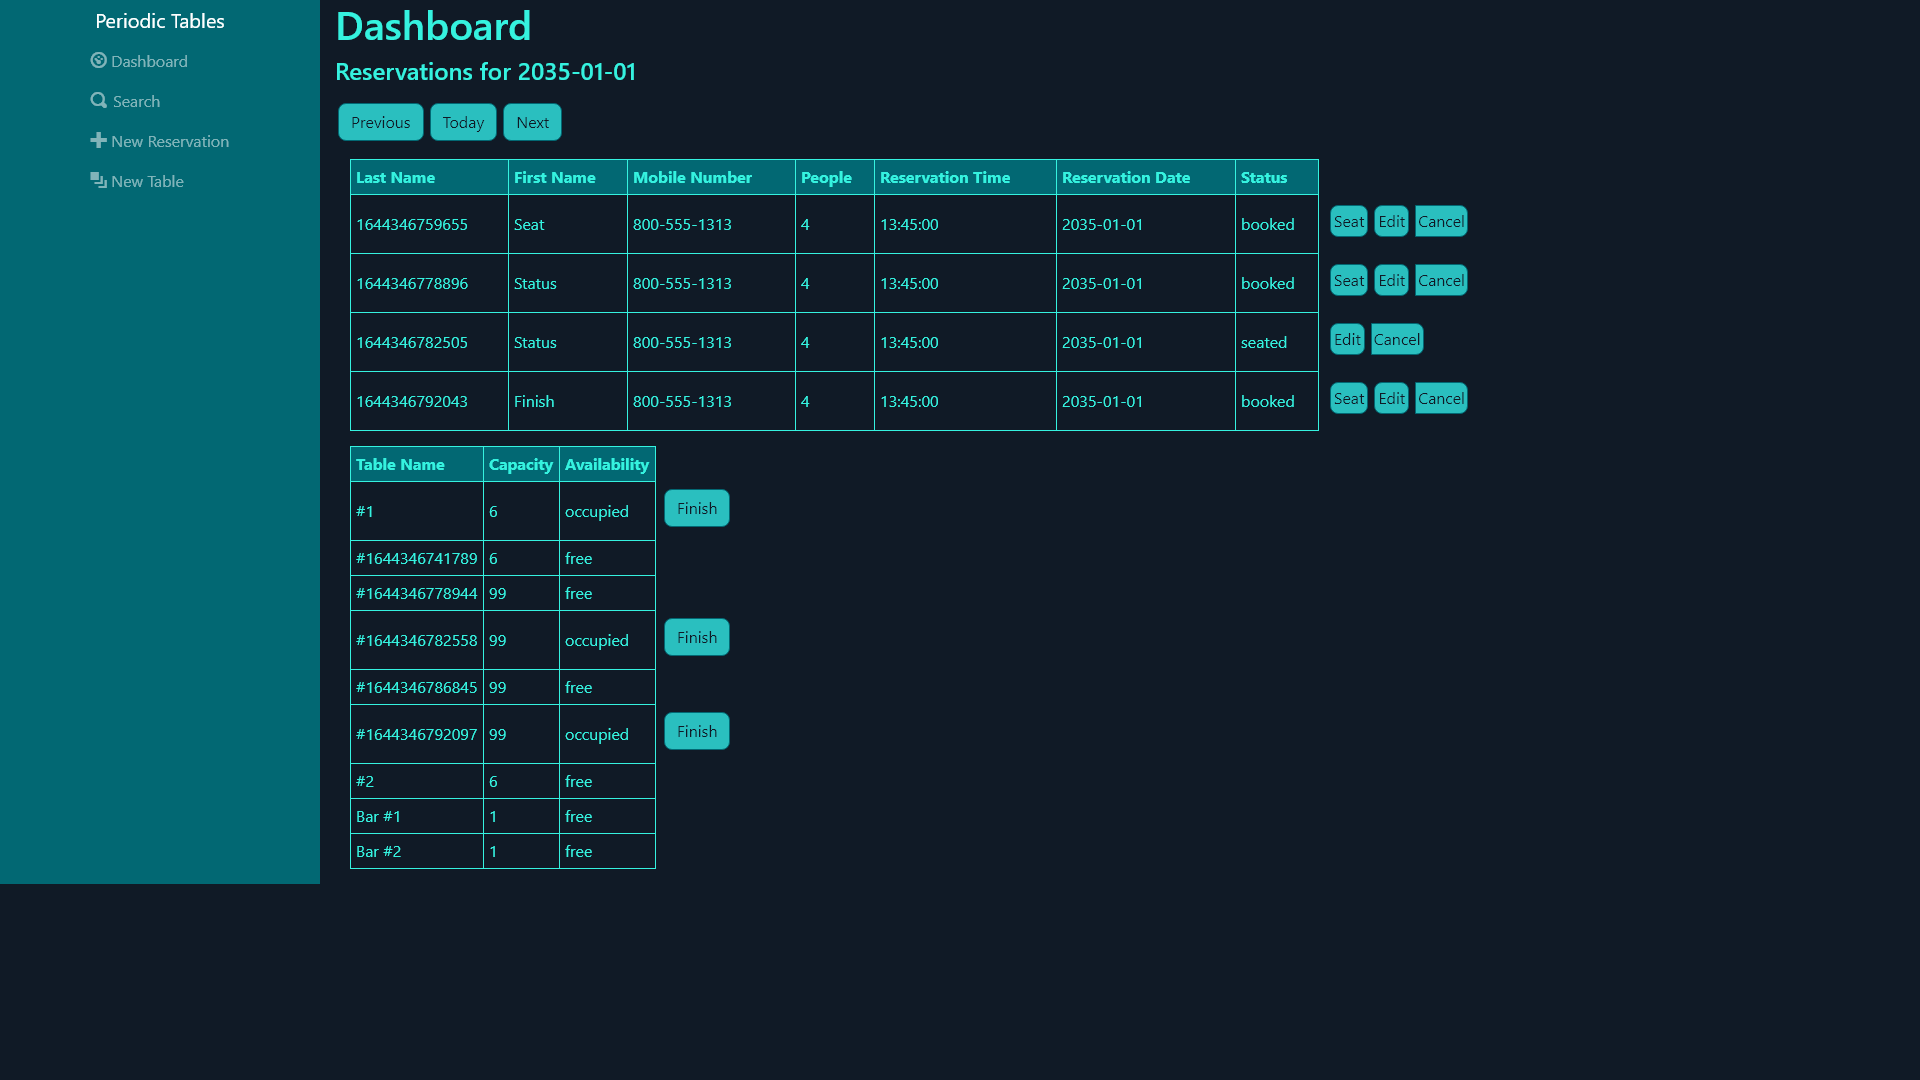 Periodic Tables
Dashboard
Search
New Reservation
New Table
Dashboard
Reservations for 2035-01-01
Previous Today Next
Last Name First Name Mobile Number People Reservation Time Reservation Date Status
1644346759655 Seat 800-555-1313 4 13:45:00 2035-01-01 booked Seat Edit Cancel
1644346778896 Status 800-555-1313 4 13:45:00 2035-01-01 booked Seat Edit Cancel
1644346782505 Status 800-555-1313 4 13:45:00 2035-01-01 seated Edit Cancel
1644346792043 Finish 800-555-1313 4 13:45:00 2035-01-01 booked Seat Edit Cancel
Table Name Capacity Availability
#1 6 occupied Finish
#1644346741789 6 free
#1644346778944 99 free
#1644346782558 99 occupied Finish
#1644346786845 99 free
#1644346792097 99 occupied Finish
#2 6 free
Bar #1 1 free
Bar #2 1 free